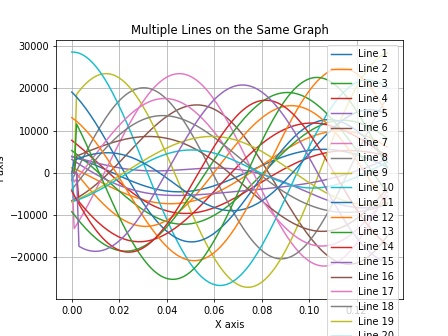 Multiple Lines on the Same Graph
30000
20000
10000
0
−10000
−20000
0.00
0.02
0.04
0.06
0.08
0.10
X axis
Line 1
Line 2
Line 3
Line 4
Line 5
Line 6
Line 7
Line 8
Line 9
Line 10
Line 11
Line 12
Line 13
Line 14
Line 15
Line 16
Line 17
Line 18
Line 19
Line 20